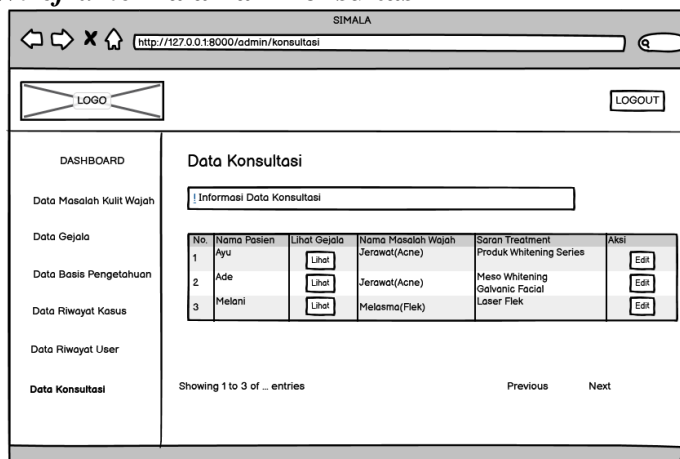 SIMALA
http://127.0.0.1:8000/admin/konsultasi
LOGO
LOGOUT
DASHBOARD
Data Masalah Kulit Wajah
Data Gejala
Data Basis Pengetahuan
Data Riwayat Kasus
Data Riwayat User
Data Konsultasi
Data Konsultasi
! Informasi Data Konsultasi
No. Nama Pasien Lihat Gejala Nama Masalah Wajah Saran Treatment Aksi
1 Ayu Lihat Jerawat(Acne) Produk Whitening Series Edit
2 Ade Lihat Jerawat(Acne) Meso Whitening
Galvanic Facial Edit
3 Melani Lihat Melasma(Flek) Laser Flek Edit
Showing 1 to 3 of ... entries Previous Next